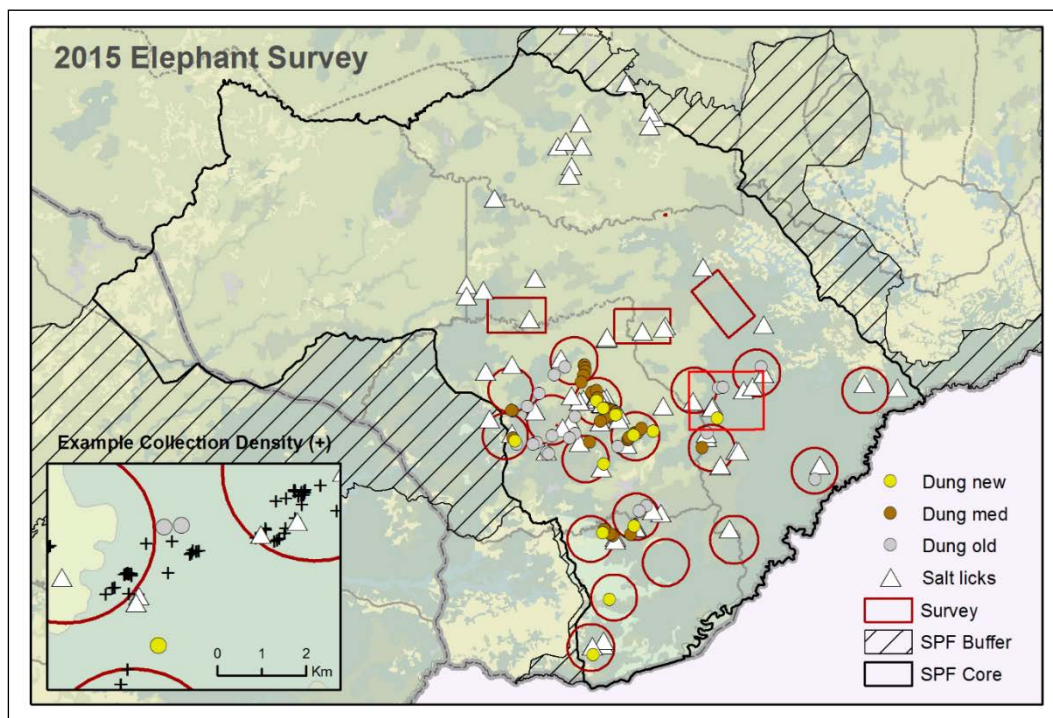 2015 Elephant Survey
Example Collection Density (+)
0 1 2
Km
Dung new
Dung med
Dung old
Salt licks
Survey
SPF Buffer
SPF Core